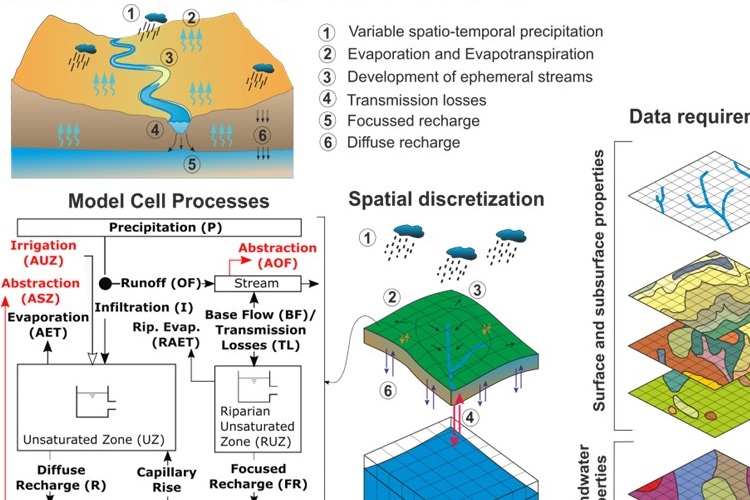 1 Variable spatio-temporal precipitation
2 Evaporation and Evapotranspiration
3 Development of ephemeral streams
4 Transmission losses
5 Focussed recharge
6 Diffuse recharge
1
2
3
4
5
6
Model Cell Processes
Precipitation (P)
Irrigation
(AUZ)
Abstraction
(AOF)
Abstraction
(ASZ)
Runoff (OF)
Stream
Infiltration (I)
Evaporation
(AET)
Rip. Evap.
(RAET)
Base Flow (BF)/
Transmission
Losses (TL)
Unsaturated Zone (UZ)
Riparian
Unsaturated
Zone (RUZ)
Diffuse
Recharge (R)
Capillary
Rise
Focused
Recharge (FR)
Spatial discretization
1
2
3
6
4
Data requirem
Surface and subsurface properties
ndwater
perties